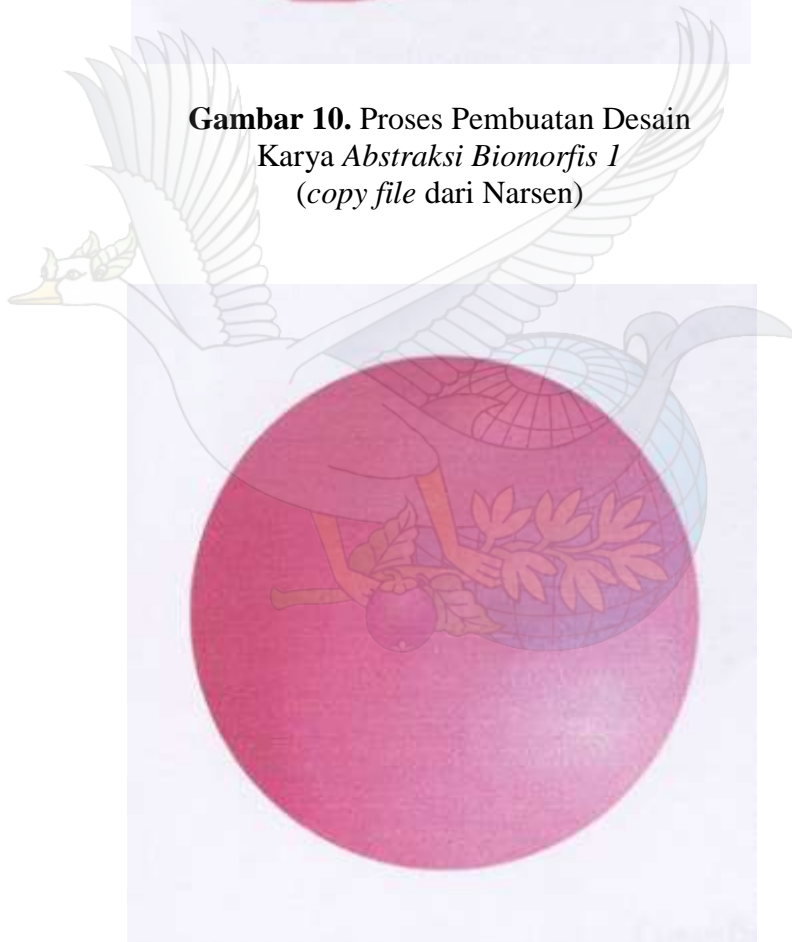 Gambar 10. Proses Pembuatan Desain
Karya Abstraksi Biomorfis 1
(copy file dari Narsen)